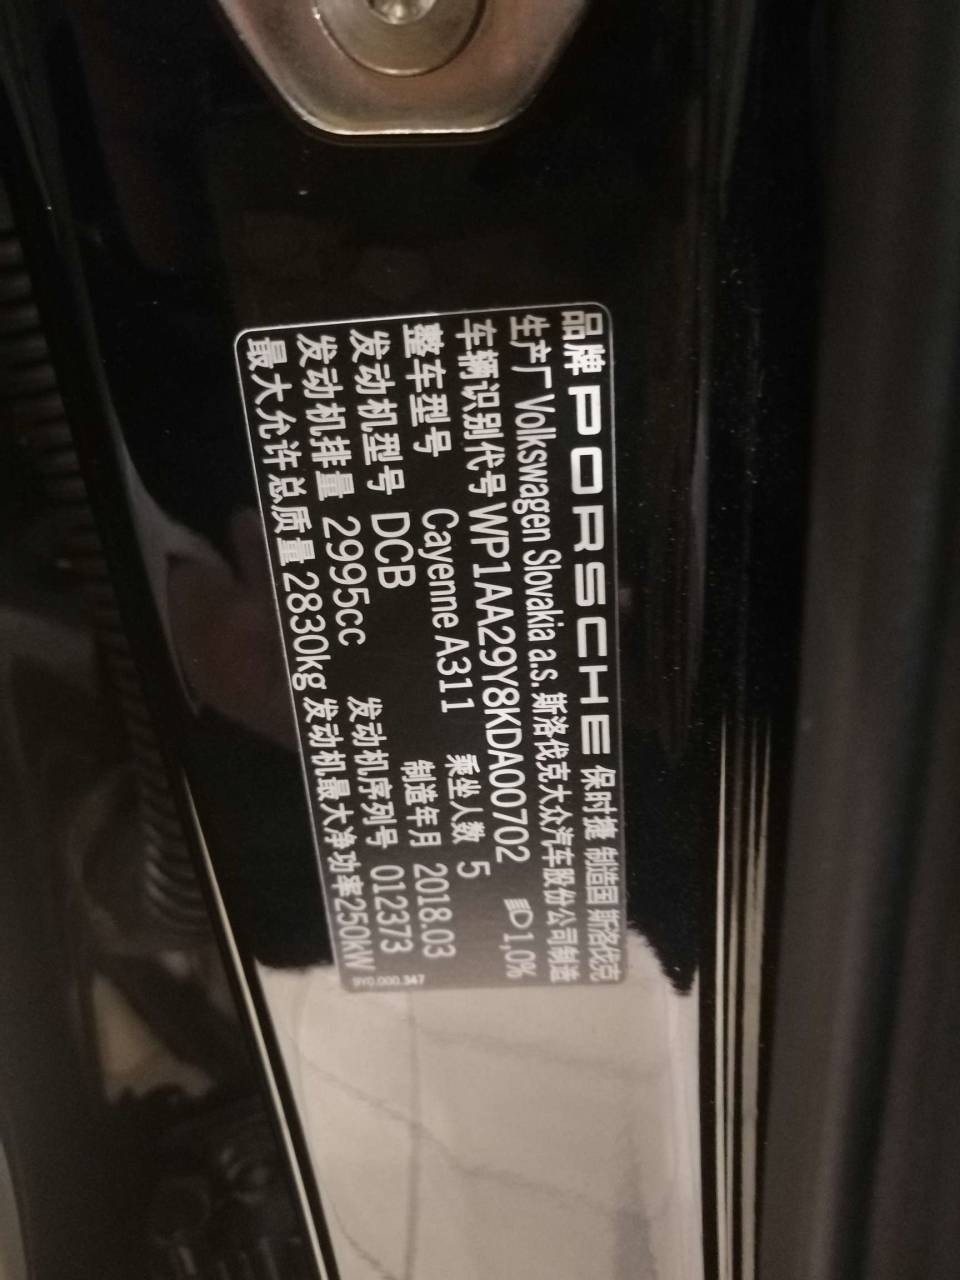 品牌 PORSCHE 保时捷 制造国 斯洛伐克
生产厂 Volkswagen Slovakia a.s. 斯洛伐克大众汽车股份公司制造
车辆识别代号 WP1AA29Y8KDA00702 1,0%
整车型号 Cayenne A311 乘坐人数 5
发动机型号 DCB 制造年月 2018.03
发动机排量 2995cc 发动机序列号 012373
最大允许总质量 2830kg 发动机最大净功率 250kW
9Y0.000.347